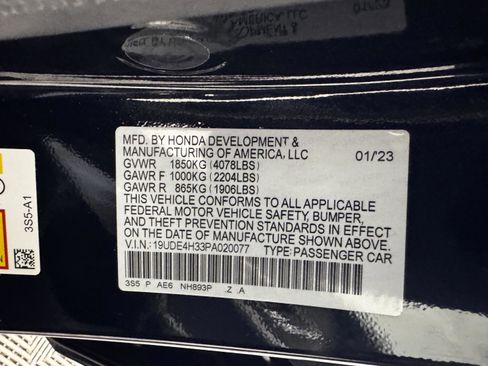 MFD. BY HONDA DEVELOPMENT &
MANUFACTURING OF AMERICA, LLC 01/'23
GVWR 1850KG (4078LBS)
GAWR F 1000KG (2204LBS)
GAWR R 865KG (1906LBS)
THIS VEHICLE CONFORMS TO ALL APPLICABLE
FEDERAL MOTOR VEHICLE SAFETY, BUMPER,
AND THEFT PREVENTION STANDARDS IN EFFECT
ON THE DATE OF MANUFACTURE SHOWN ABOVE.
V.I.N.: 19UDE4H33PA020077 TYPE: PASSENGER CAR
3S5 P AE6 NH893P Z A
3S5-A1